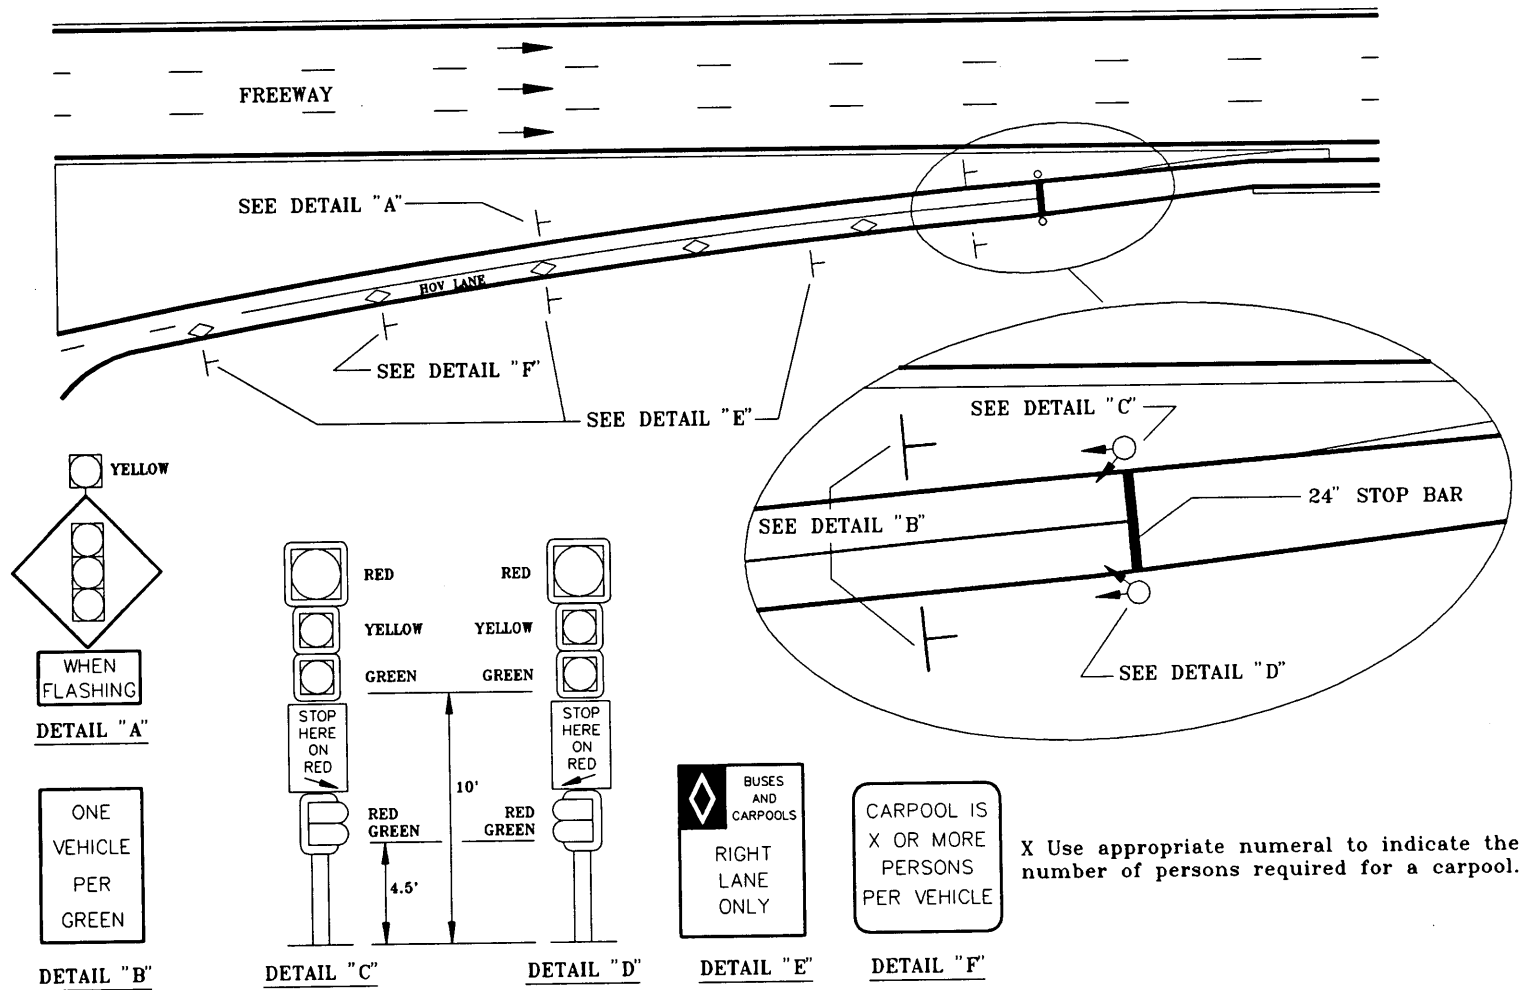 FREEWAY
SEE DETAIL "A"
HOV LANE
SEE DETAIL "F"
SEE DETAIL "E"
SEE DETAIL "C"
24" STOP BAR
SEE DETAIL "B"
SEE DETAIL "D"
YELLOW
WHEN
FLASHING
DETAIL "A"
ONE
VEHICLE
PER
GREEN
DETAIL "B"
RED
YELLOW
GREEN
STOP
HERE
ON
RED
RED
GREEN
4.5'
10'
DETAIL "C"
RED
YELLOW
GREEN
STOP
HERE
ON
RED
RED
GREEN
DETAIL "D"
BUSES
AND
CARPOOLS
RIGHT
LANE
ONLY
DETAIL "E"
CARPOOL IS
X OR MORE
PERSONS
PER VEHICLE
DETAIL "F"
X Use appropriate numeral to indicate the
number of persons required for a carpool.